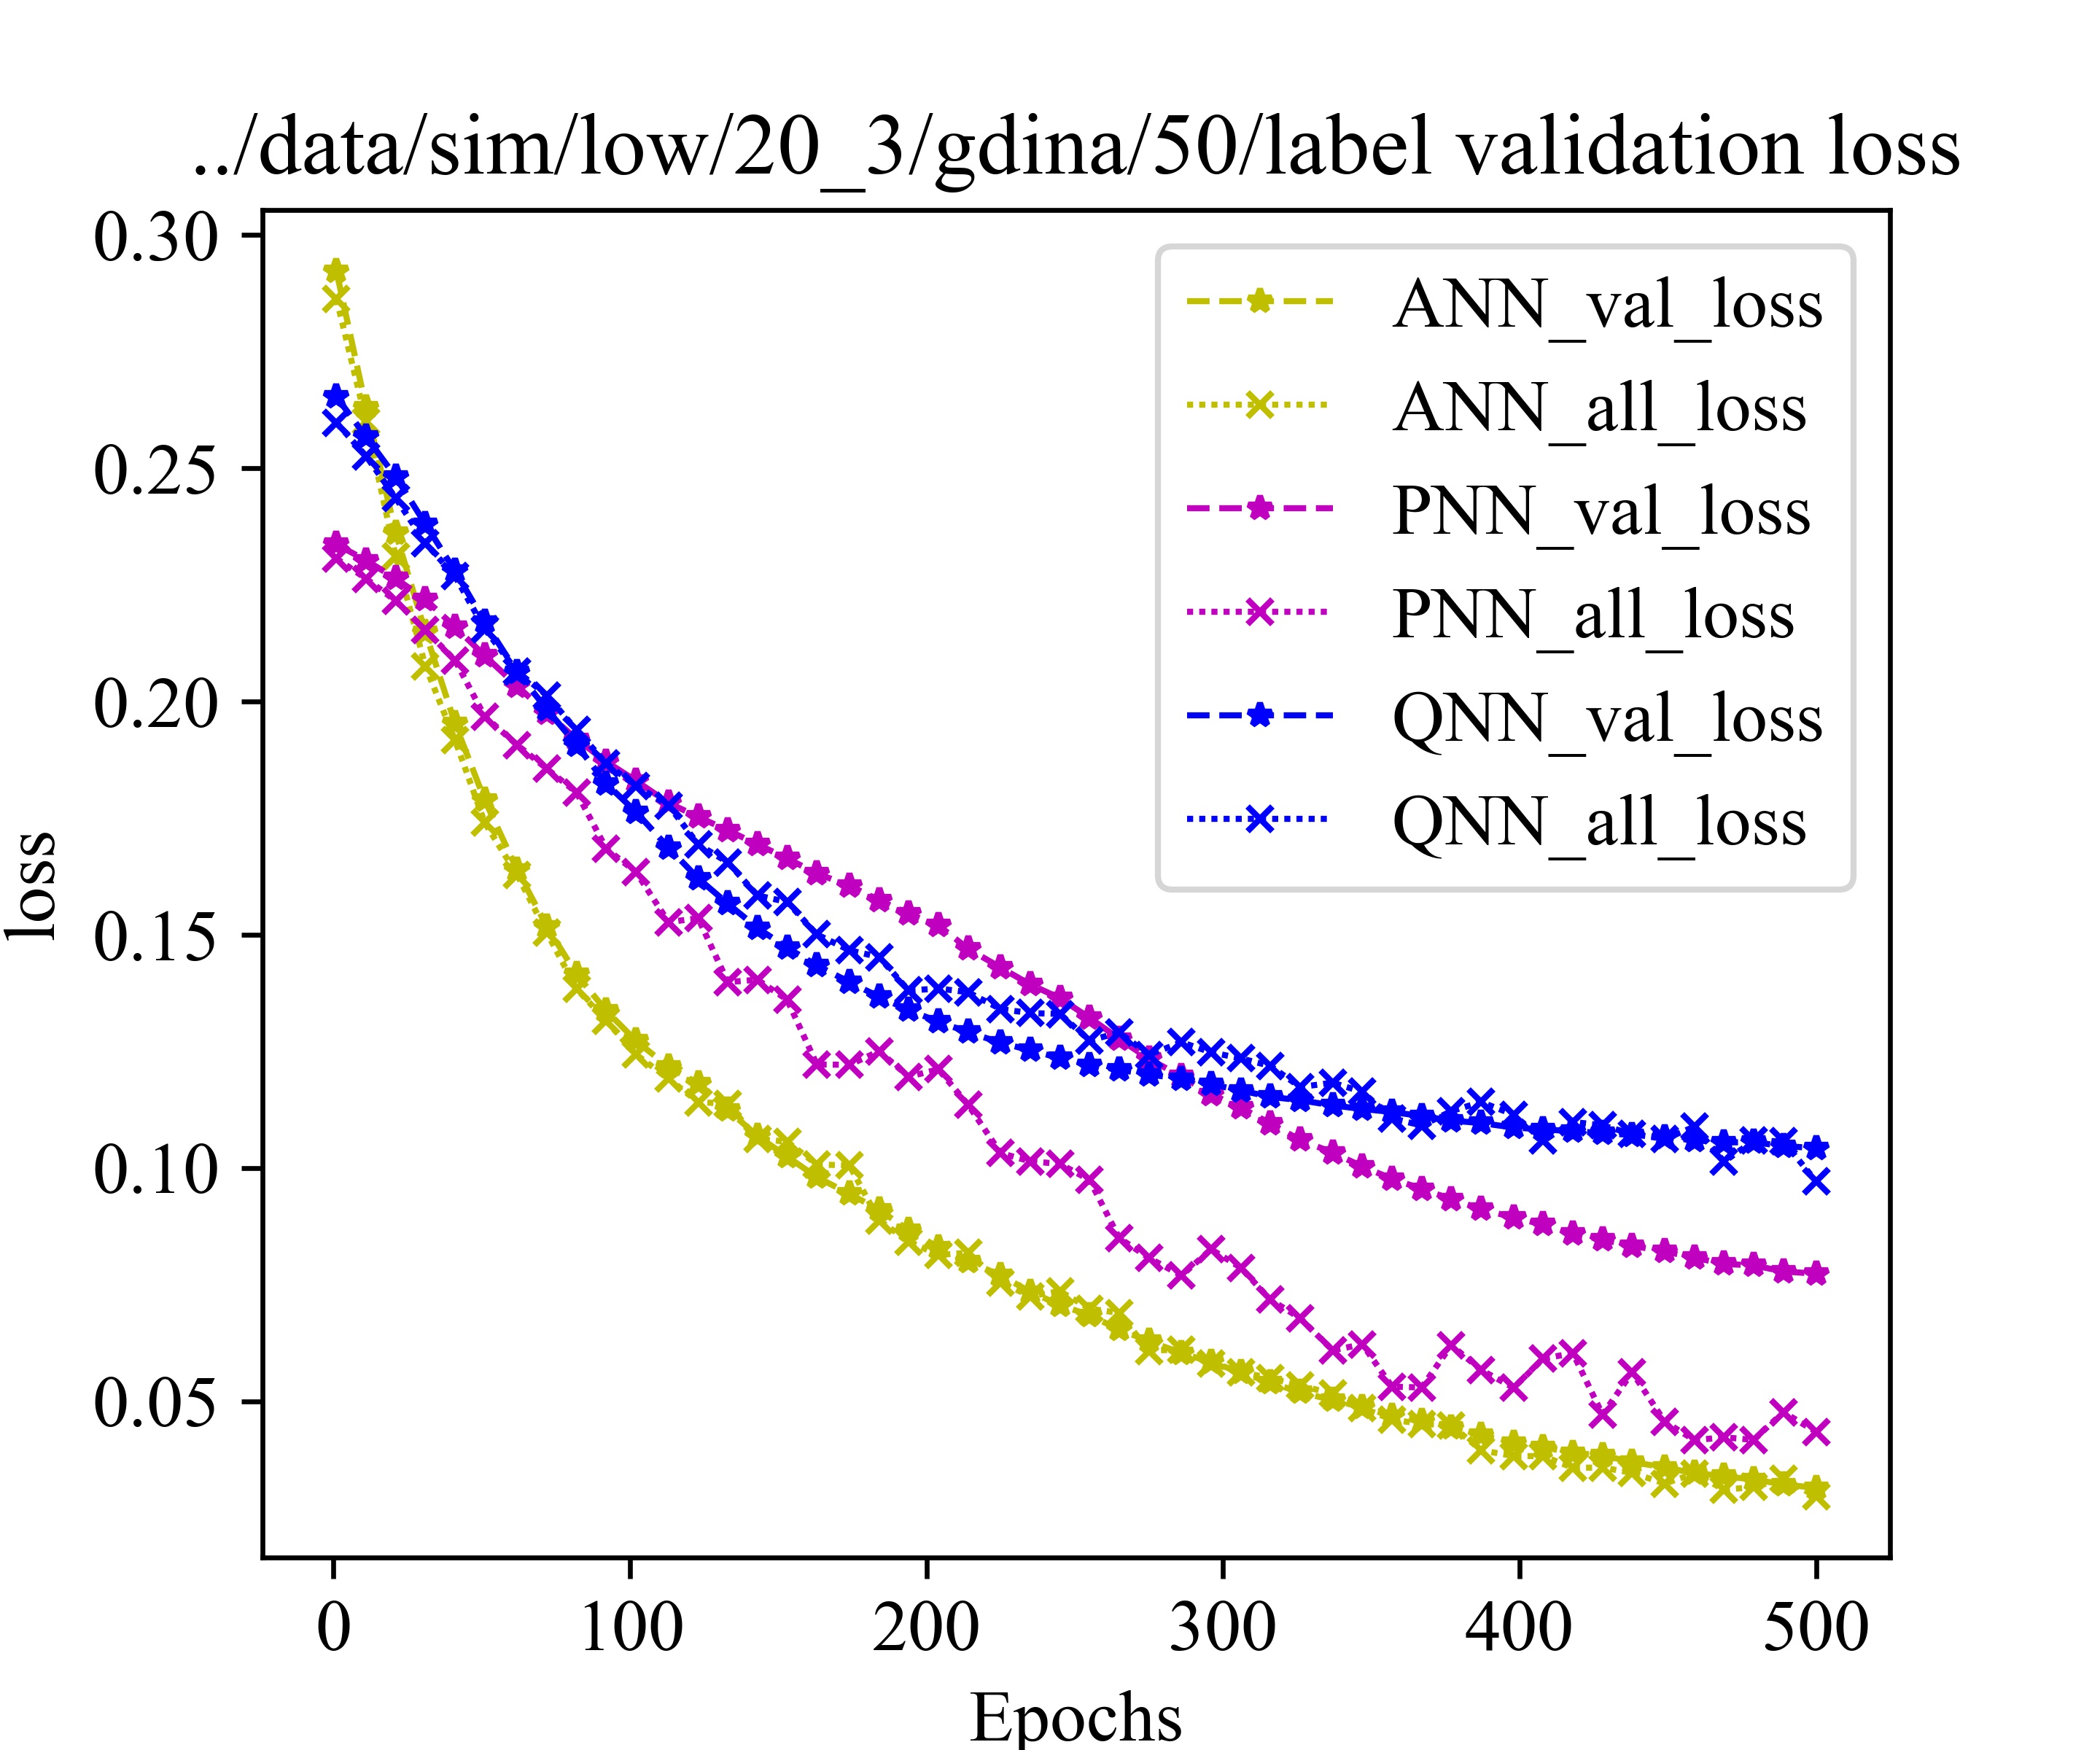 ../data/sim/low/20_3/gdina/50/label validation loss
0.30
0.25
0.20
0.15
0.10
0.05
loss
ANN_val_loss
ANN_all_loss
PNN_val_loss
PNN_all_loss
QNN_val_loss
QNN_all_loss
0 100 200 300 400 500
Epochs